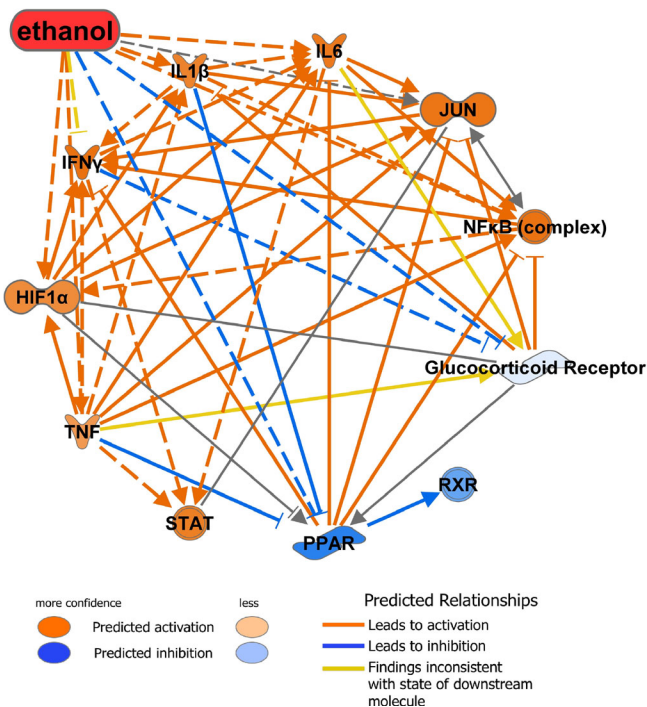 ethanol
IL6
IL1β
JUN
IFNγ
NFκB (complex)
HIF1α
Glucocorticoid Receptor
TNF
RXR
STAT
PPAR
more confidence
less
Predicted Relationships
Predicted activation
Leads to activation
Predicted inhibition
Leads to inhibition
Findings inconsistent
with state of downstream
molecule